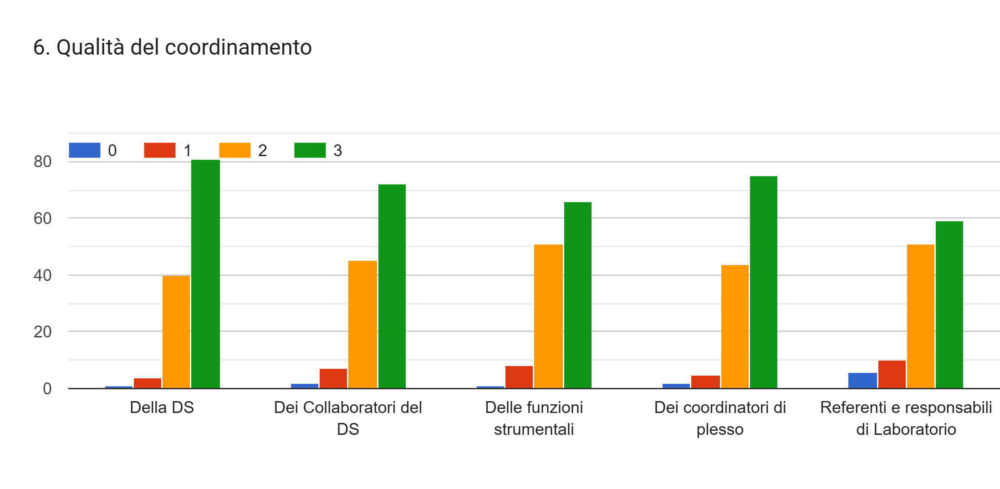 6. Qualità del coordinamento
0 1 2 3
80
60
40
20
0
Della DS
Dei Collaboratori del
DS
Delle funzioni
strumentali
Dei coordinatori di
plesso
Referenti e responsabili
di Laboratorio